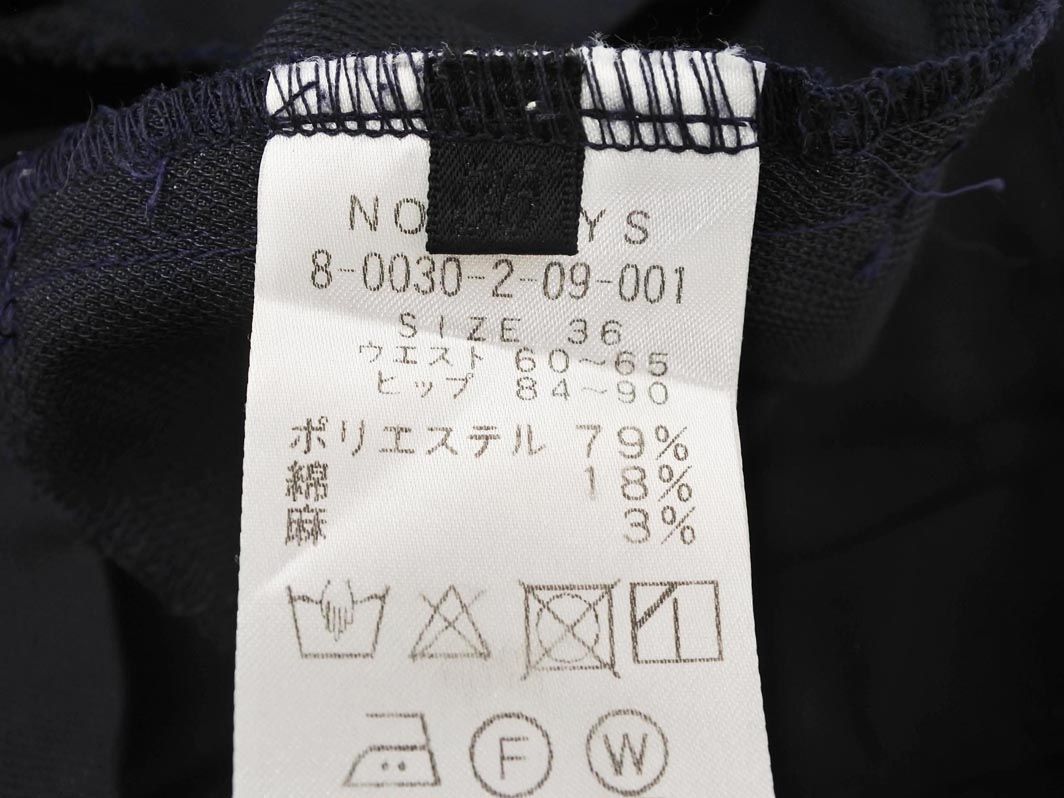 8-0030-2-09-001
SIZE 36
ウエスト 60~65
ヒップ 84~90
ポリエステル 79%
綿 18%
麻 3%
F W